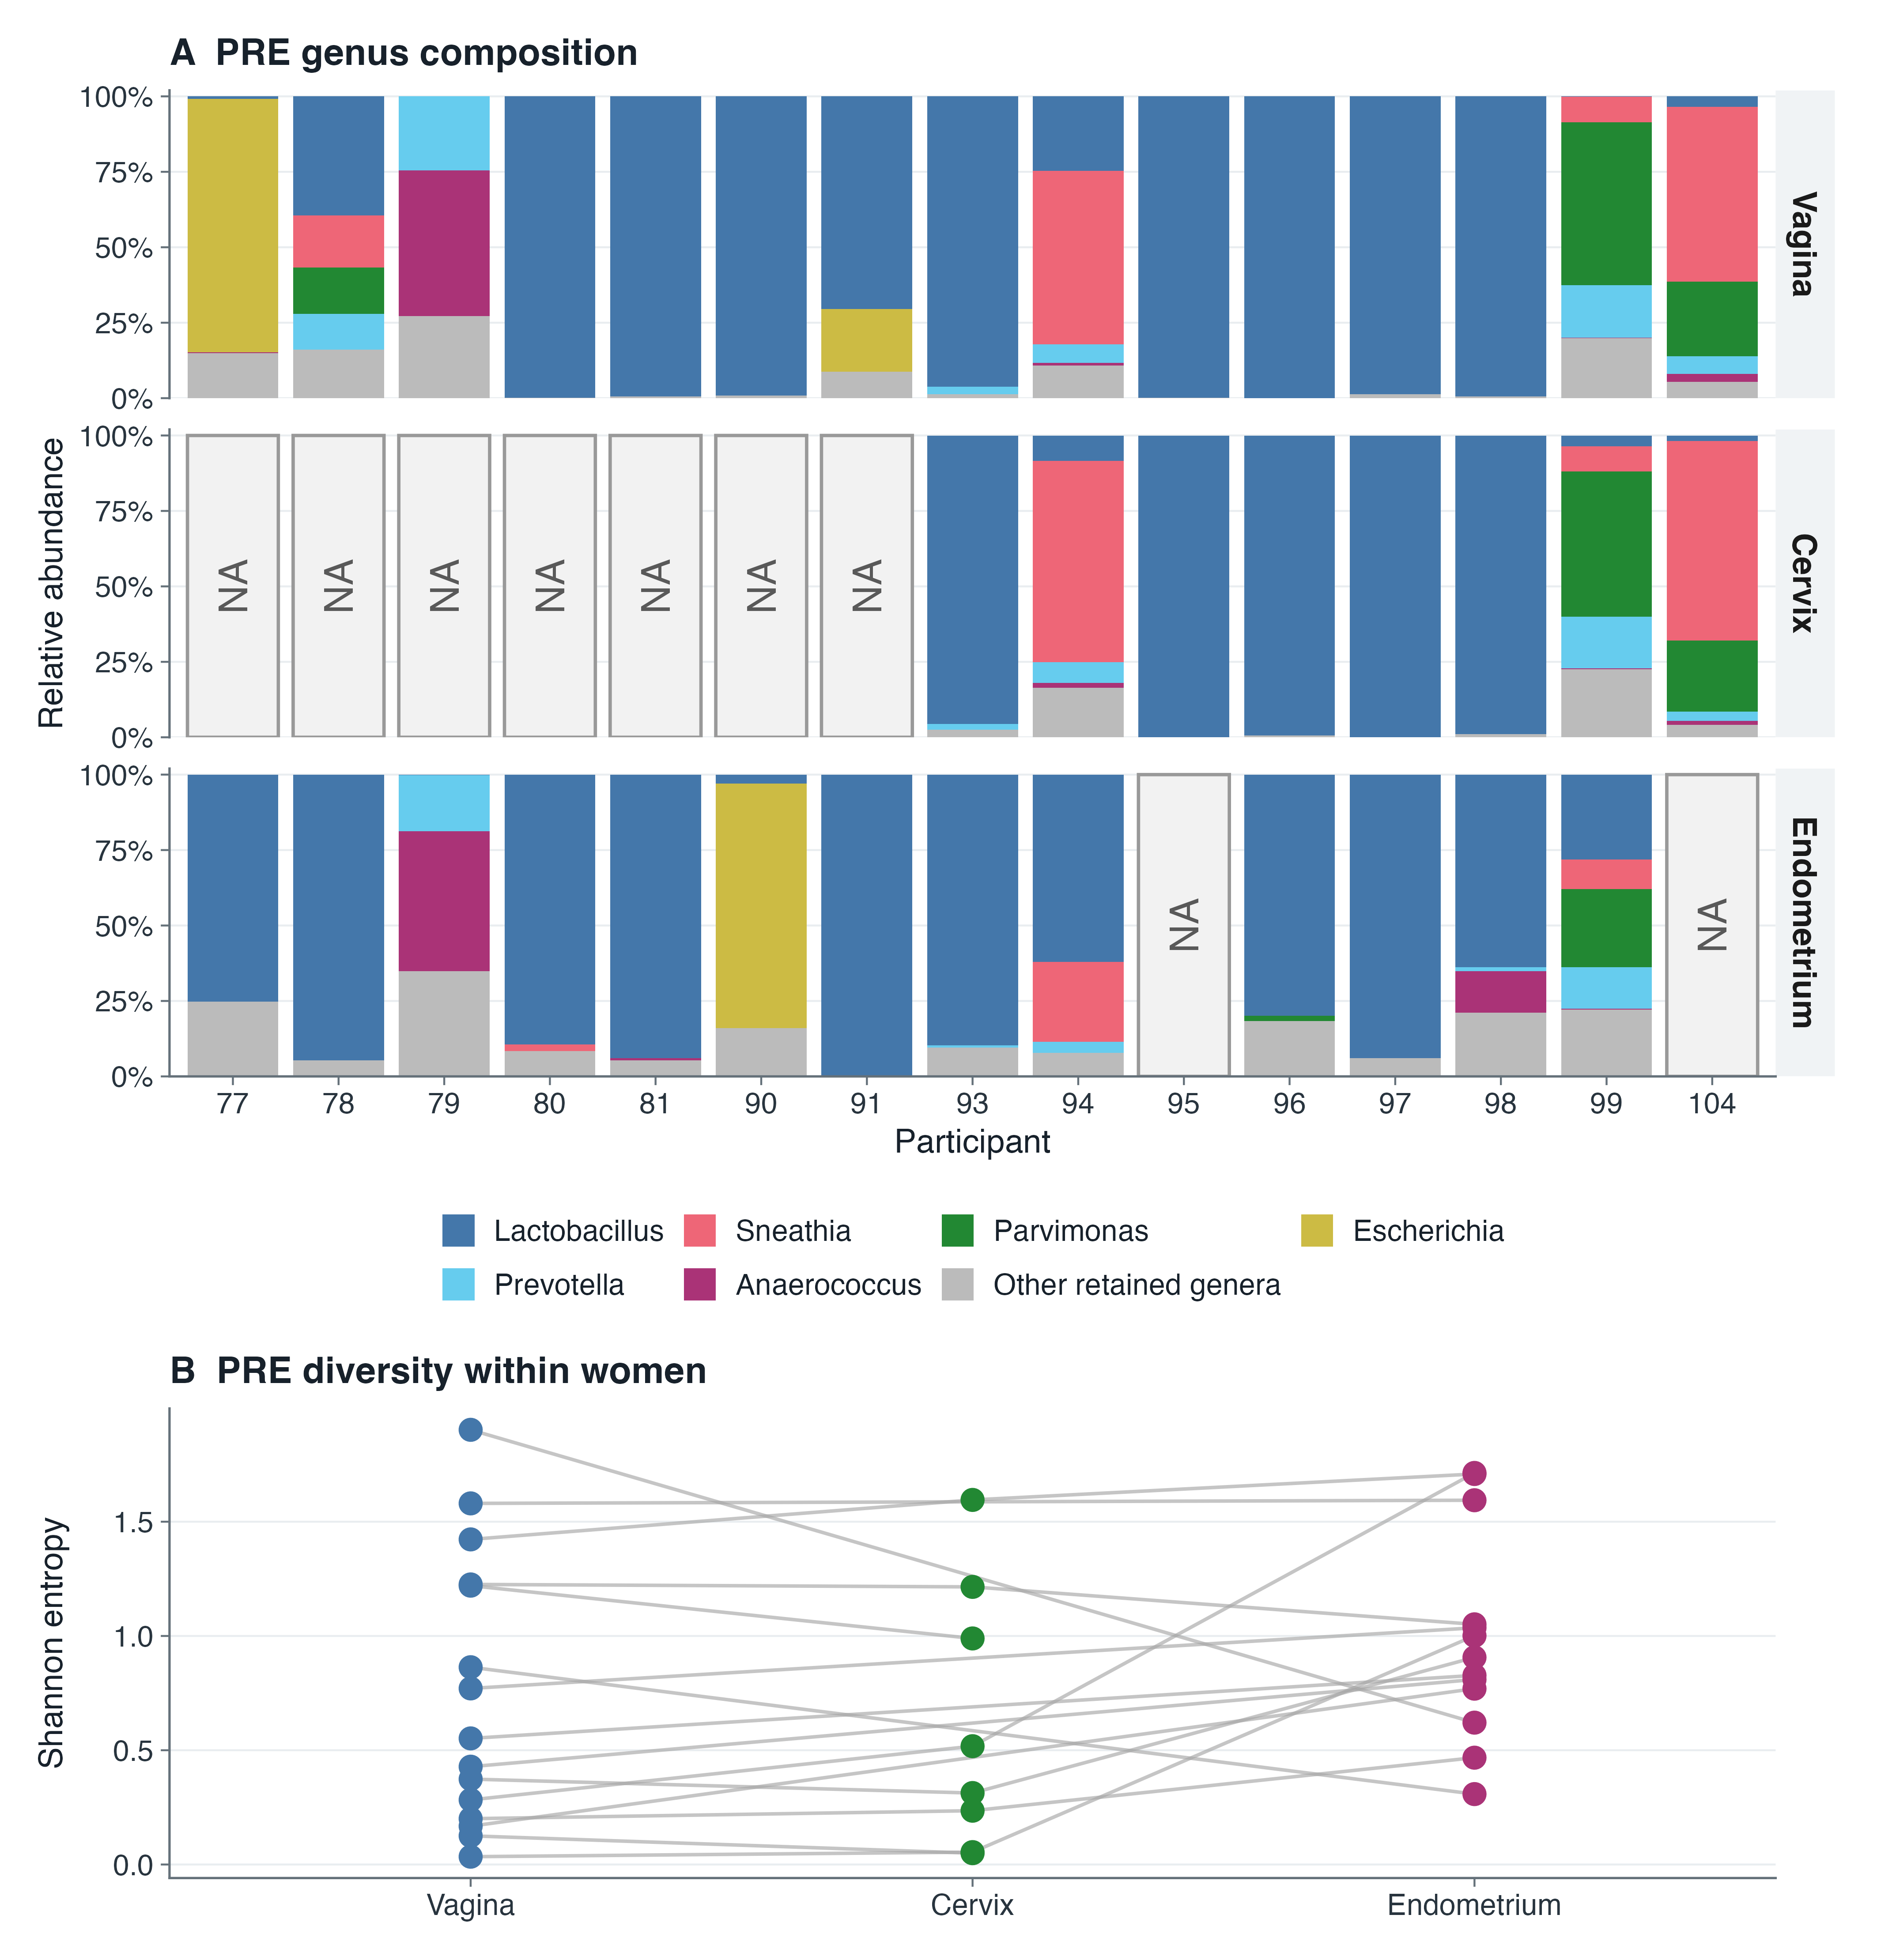 A PRE genus composition
100%
75%
50%
25%
0%
Vagina
100%
75%
50%
25%
0%
NA NA NA NA NA NA NA
Cervix
Relative abundance
100%
75%
50%
25%
0%
NA NA
Endometrium
77 78 79 80 81 90 91 93 94 95 96 97 98 99 104
Participant
Lactobacillus Sneathia Parvimonas Escherichia
Prevotella Anaerococcus Other retained genera
B PRE diversity within women
Shannon entropy
1.5
1.0
0.5
0.0
Vagina Cervix Endometrium